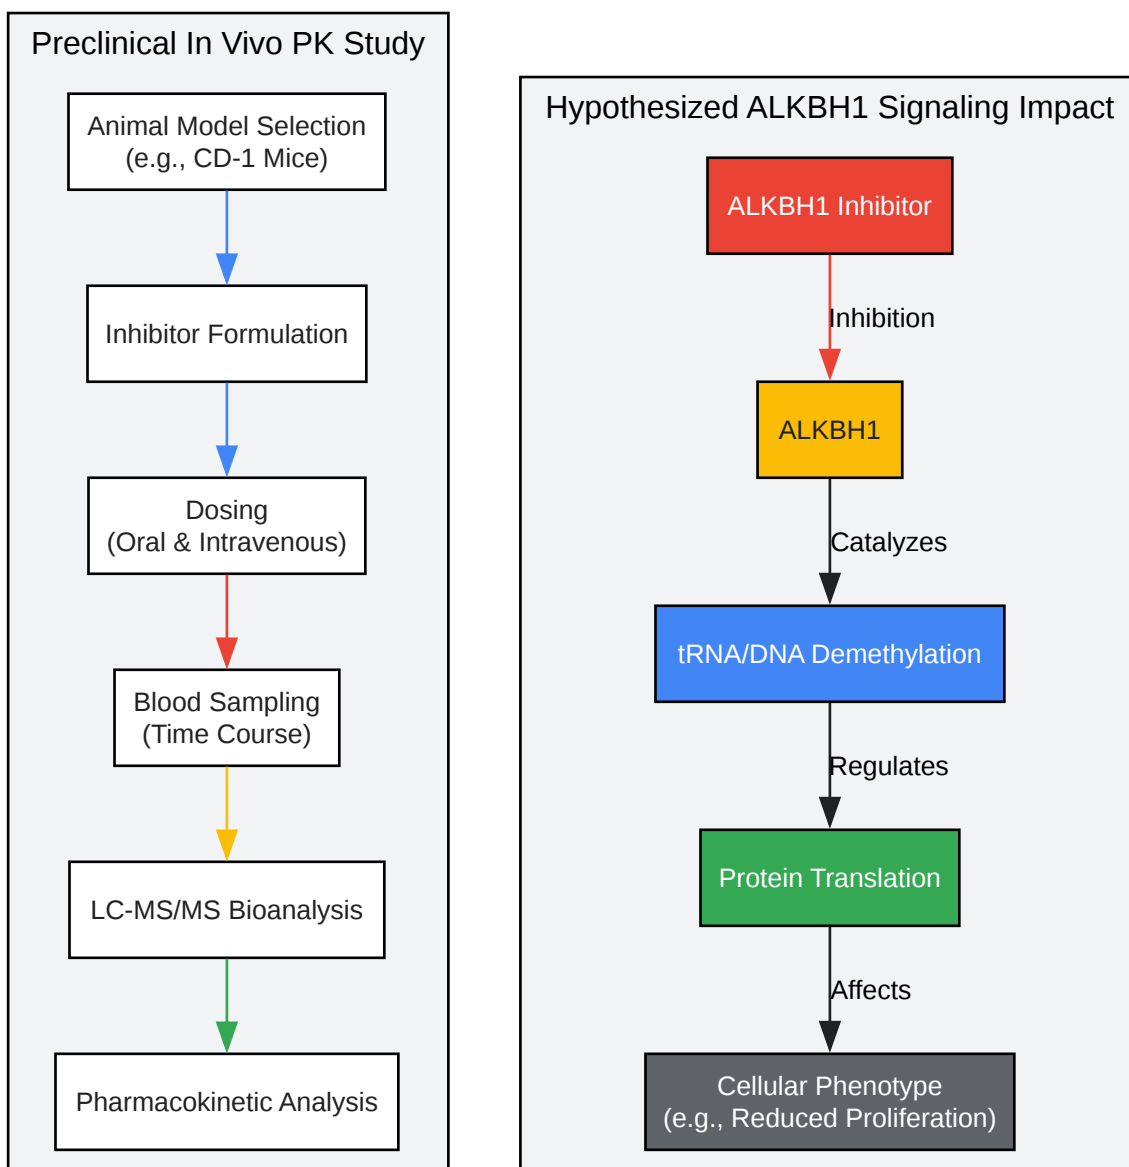 Preclinical In Vivo PK Study
Animal Model Selection
(e.g., CD-1 Mice)
Inhibitor Formulation
Dosing
(Oral & Intravenous)
Blood Sampling
(Time Course)
LC-MS/MS Bioanalysis
Pharmacokinetic Analysis
Hypothesized ALKBH1 Signaling Impact
ALKBH1 Inhibitor
Inhibition
ALKBH1
Catalyzes
tRNA/DNA Demethylation
Regulates
Protein Translation
Affects
Cellular Phenotype
(e.g., Reduced Proliferation)